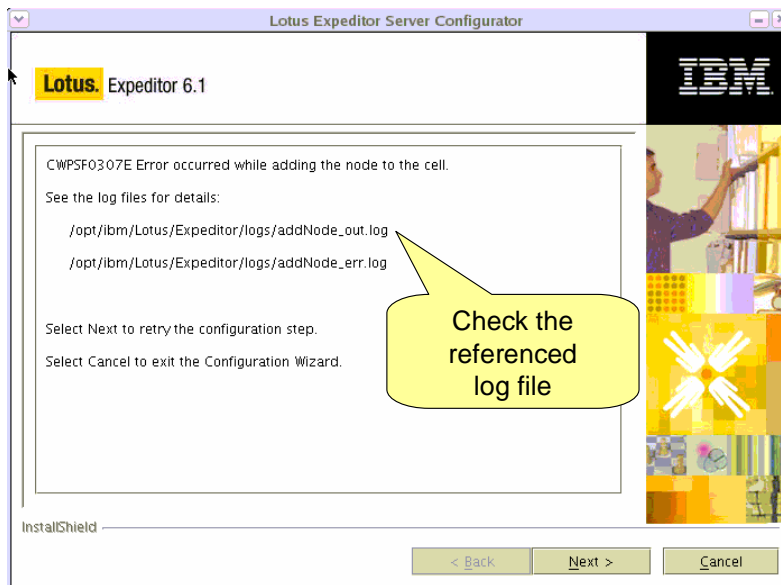 Lotus Expeditor Server Configurator
Lotus. Expeditor 6.1
IBM.
CWPSF0307E Error occurred while adding the node to the cell.
See the log files for details:
/opt/ibm/Lotus/Expeditor/logs/addNode_out.log
/opt/ibm/Lotus/Expeditor/logs/addNode_err.log
Check the
referenced
log file
Select Next to retry the configuration step.
Select Cancel to exit the Configuration Wizard.
InstallShield
< Back
Next >
Cancel